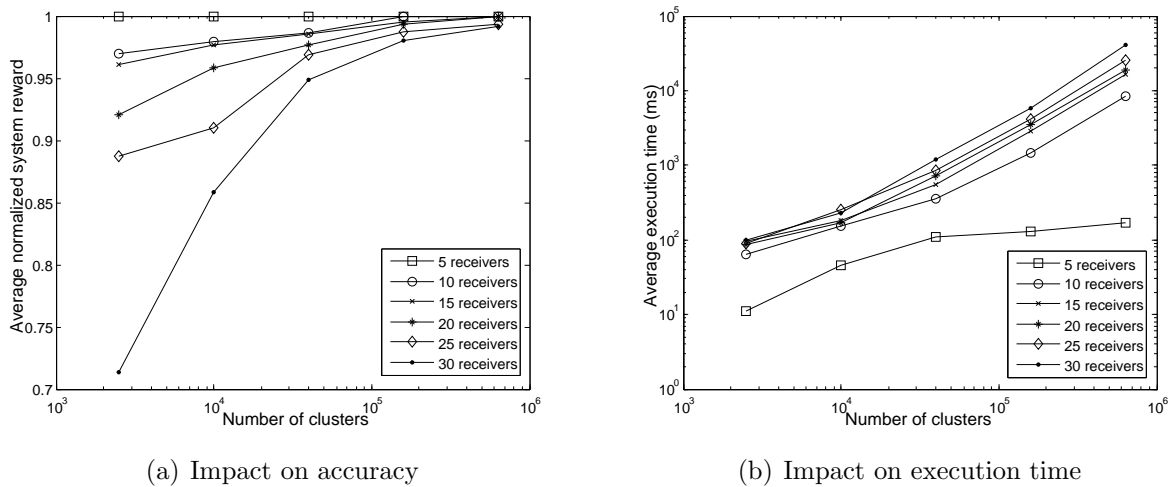 1
0.95
0.9
0.85
0.8
0.75
0.7
Average normalized system reward
10^3
10^4
10^5
10^6
Number of clusters
5 receivers
10 receivers
15 receivers
20 receivers
25 receivers
30 receivers
(a) Impact on accuracy
10^5
10^4
10^3
10^2
10^1
10^0
Average execution time (ms)
10^3
10^4
10^5
10^6
Number of clusters
5 receivers
10 receivers
15 receivers
20 receivers
25 receivers
30 receivers
(b) Impact on execution time